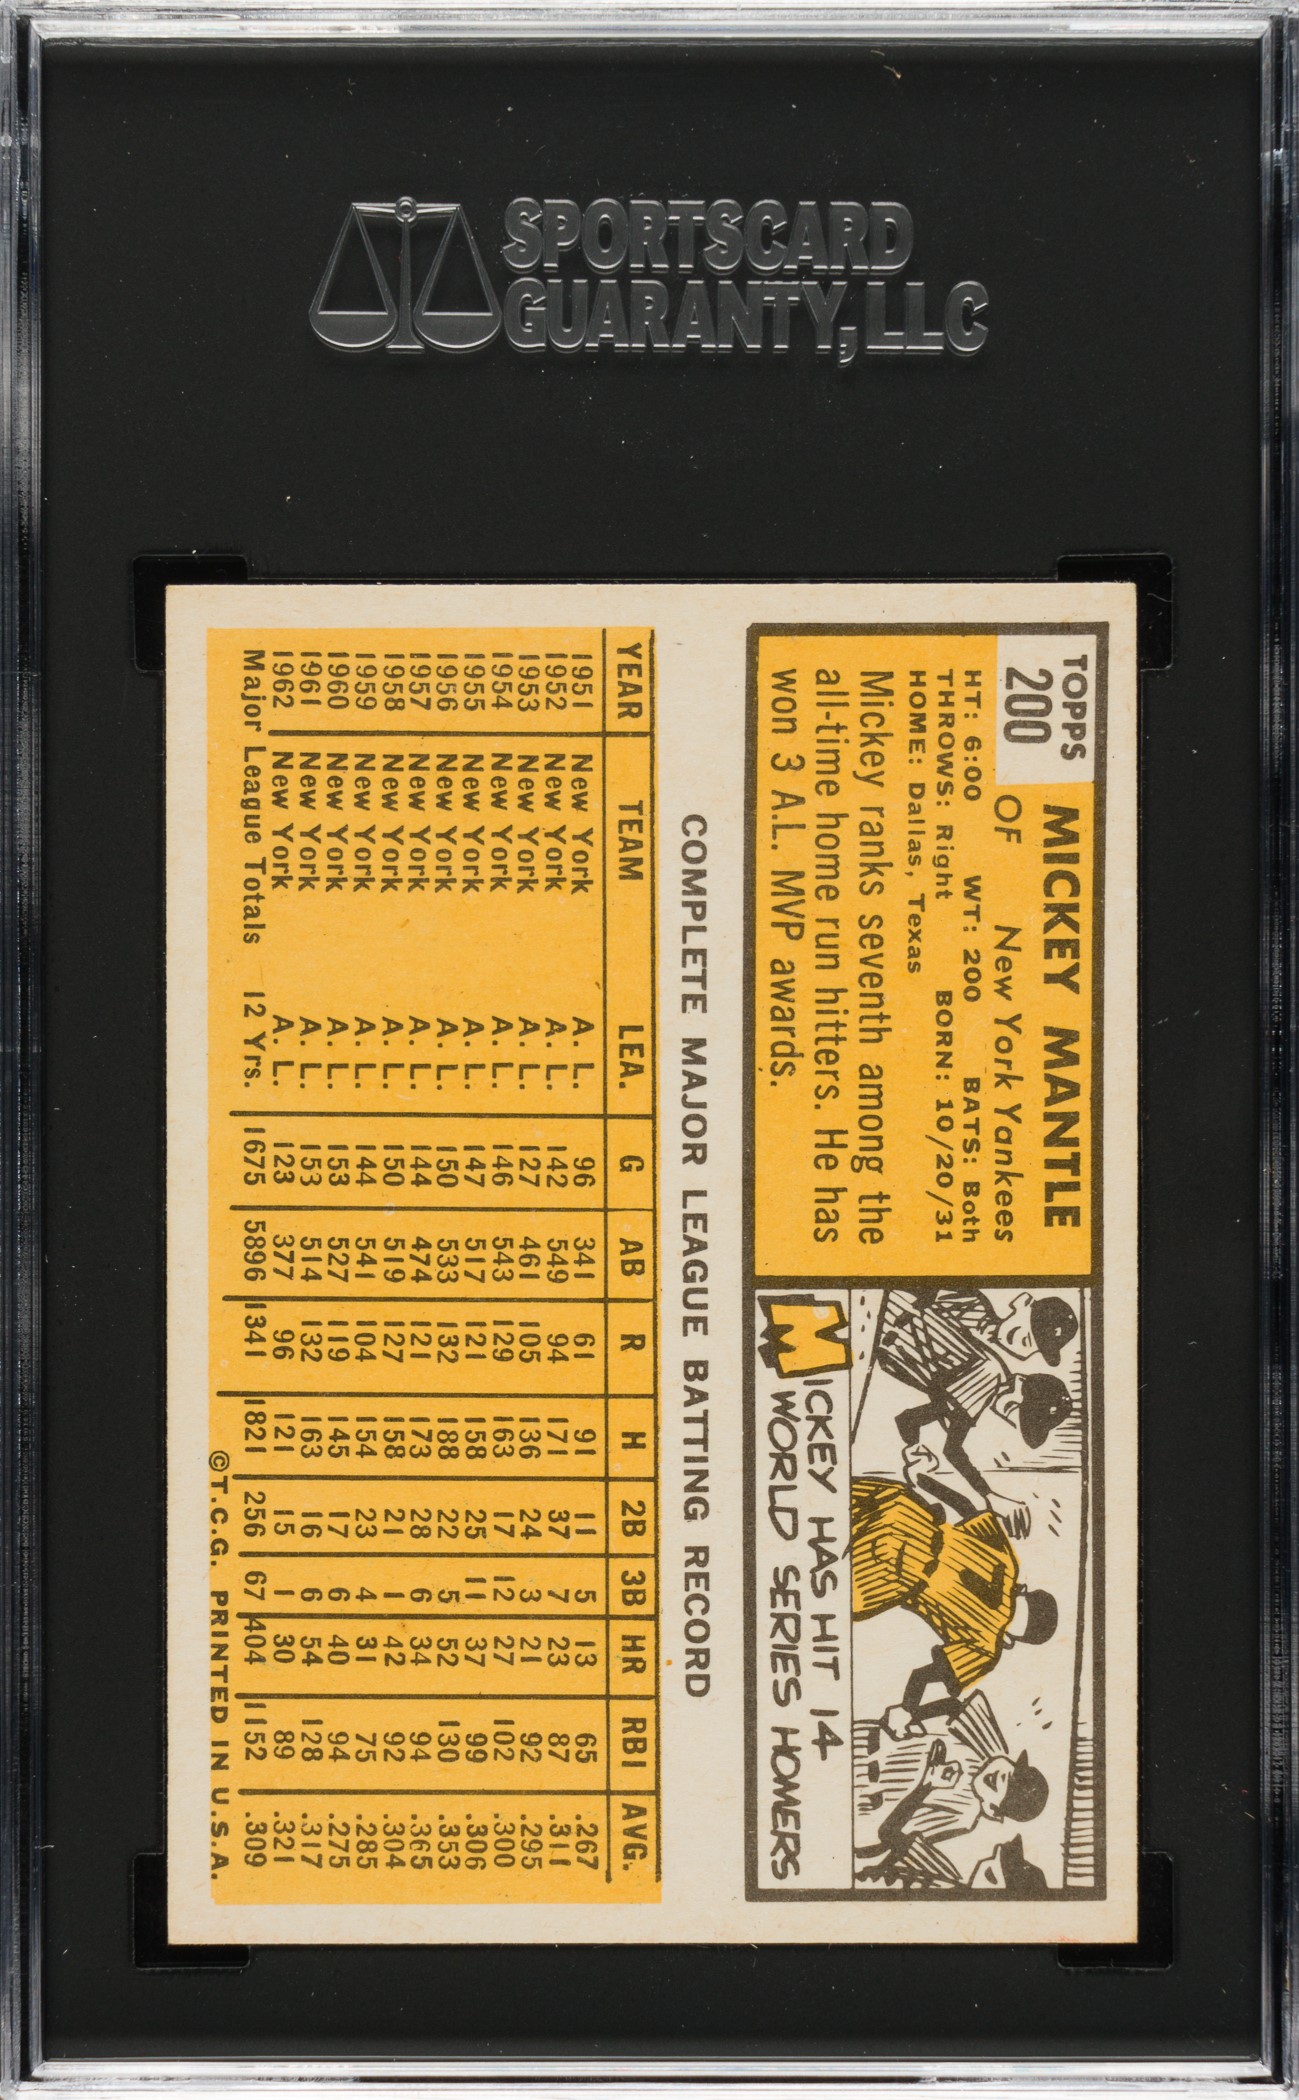 SPORTSCARD
GUARANTY, LLC
TOPPS
200
MICKEY MANTLE
OF New York Yankees
HT: 6:00 WT: 200 BATS: Both
THROWS: Right BORN: 10/20/31
HOME: Dallas, Texas
Mickey ranks seventh among the
all-time home run hitters. He has
won 3 A.L. MVP awards.
MICKEY HAS HIT 14
WORLD SERIES HOMERS
COMPLETE MAJOR LEAGUE BATTING RECORD
YEAR TEAM LEA. G AB R H 2B 3B HR RBI AVG.
1951 New York A. L. 96 341 61 91 11 5 13 65 .267
1952 New York A. L. 142 549 94 171 37 7 23 87 .311
1953 New York A. L. 127 461 105 136 24 3 21 92 .295
1954 New York A. L. 146 543 129 163 17 12 27 102 .300
1955 New York A. L. 147 517 121 158 25 11 37 99 .306
1956 New York A. L. 150 533 132 188 22 5 52 130 .353
1957 New York A. L. 144 474 121 173 28 6 34 94 .365
1958 New York A. L. 150 519 127 158 21 1 42 92 .304
1959 New York A. L. 144 541 104 154 23 4 31 75 .285
1960 New York A. L. 153 527 119 145 17 6 40 94 .275
1961 New York A. L. 153 514 132 163 16 6 54 128 .317
1962 New York A. L. 123 377 96 121 15 1 30 89 .321
Major League Totals 12 Yrs. 1675 5896 1341 1821 256 67 404 1152 .309
©T.C.G. PRINTED IN U.S.A.